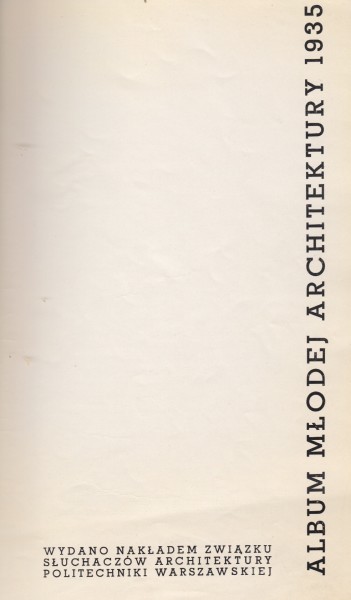 ALBUM MŁODEJ ARCHITEKTURY 1935
WYDANO NAKŁADEM ZWIĄZKU
SŁUCHACZÓW ARCHITEKTURY
POLITECHNIKI WARSZAWSKIEJ